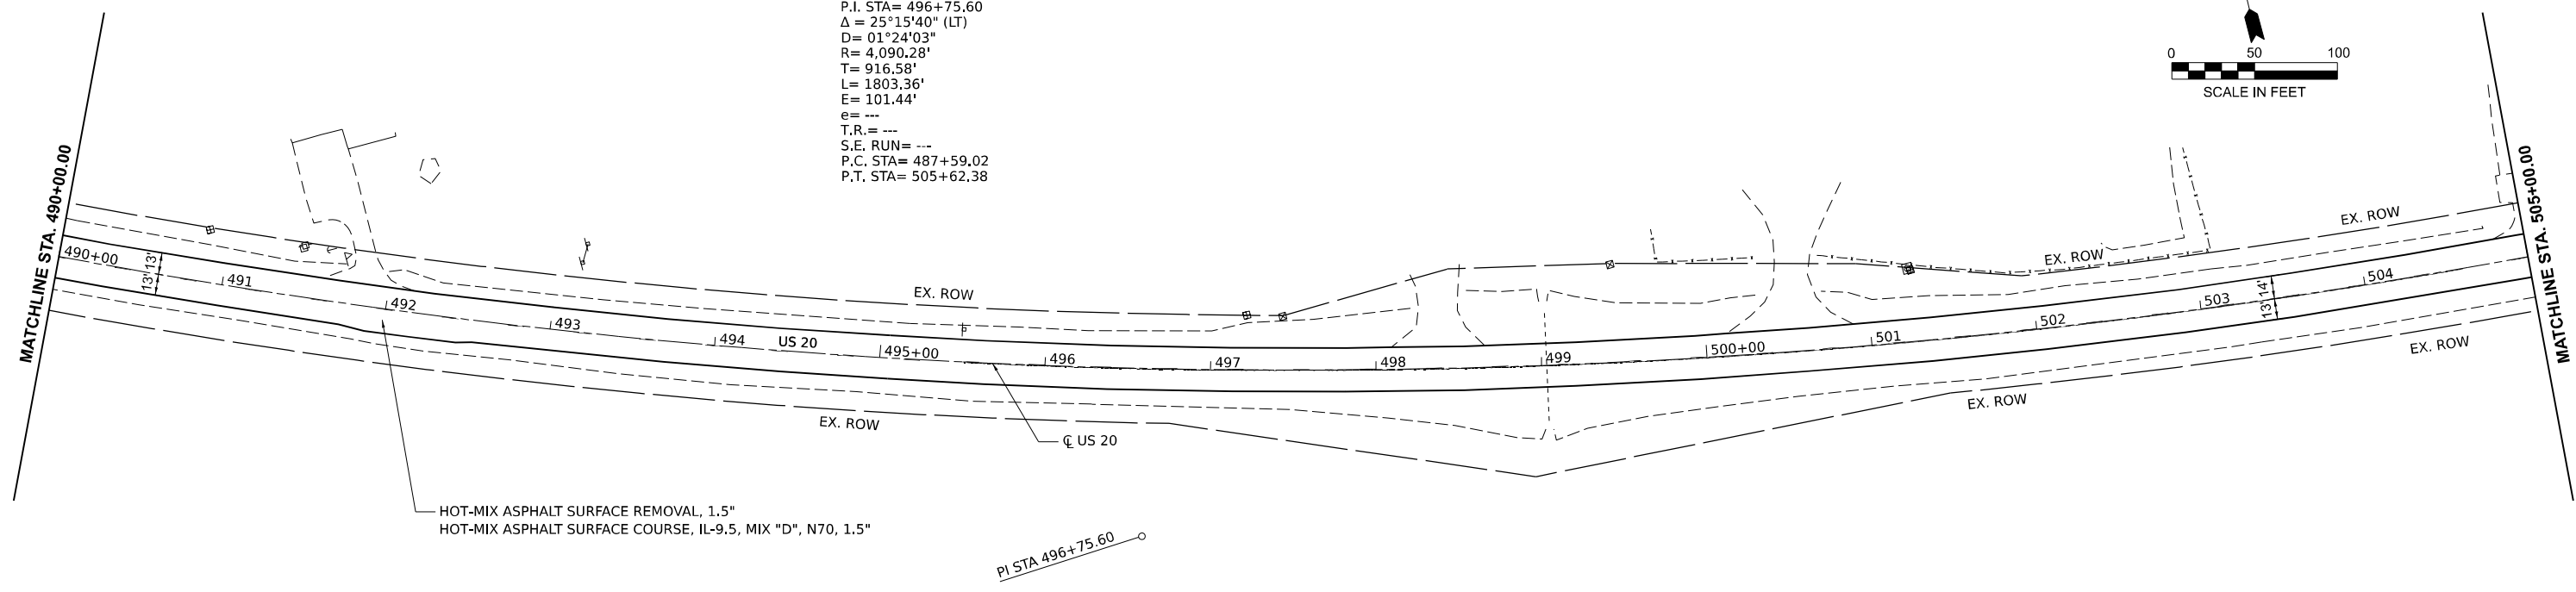 P.I. STA= 496+75.60
Δ = 25°15'40" (LT)
D= 01°24'03"
R= 4,090.28'
T= 916.58'
L= 1803.36'
E= 101.44'
e= ---
T.R.= ---
S.E. RUN= ---
P.C. STA= 487+59.02
P.T. STA= 505+62.38
0 50 100
SCALE IN FEET
MATCHLINE STA. 490+00.00
MATCHLINE STA. 505+00.00
490+00
13' 13'
491
492
493
494
US 20
495+00
496
497
498
499
500+00
501
502
503
13' 14'
504
EX. ROW
EX. ROW
EX. ROW
EX. ROW
EX. ROW
EX. ROW
℄ US 20
HOT-MIX ASPHALT SURFACE REMOVAL, 1.5"
HOT-MIX ASPHALT SURFACE COURSE, IL-9.5, MIX "D", N70, 1.5"
PI STA 496+75.60